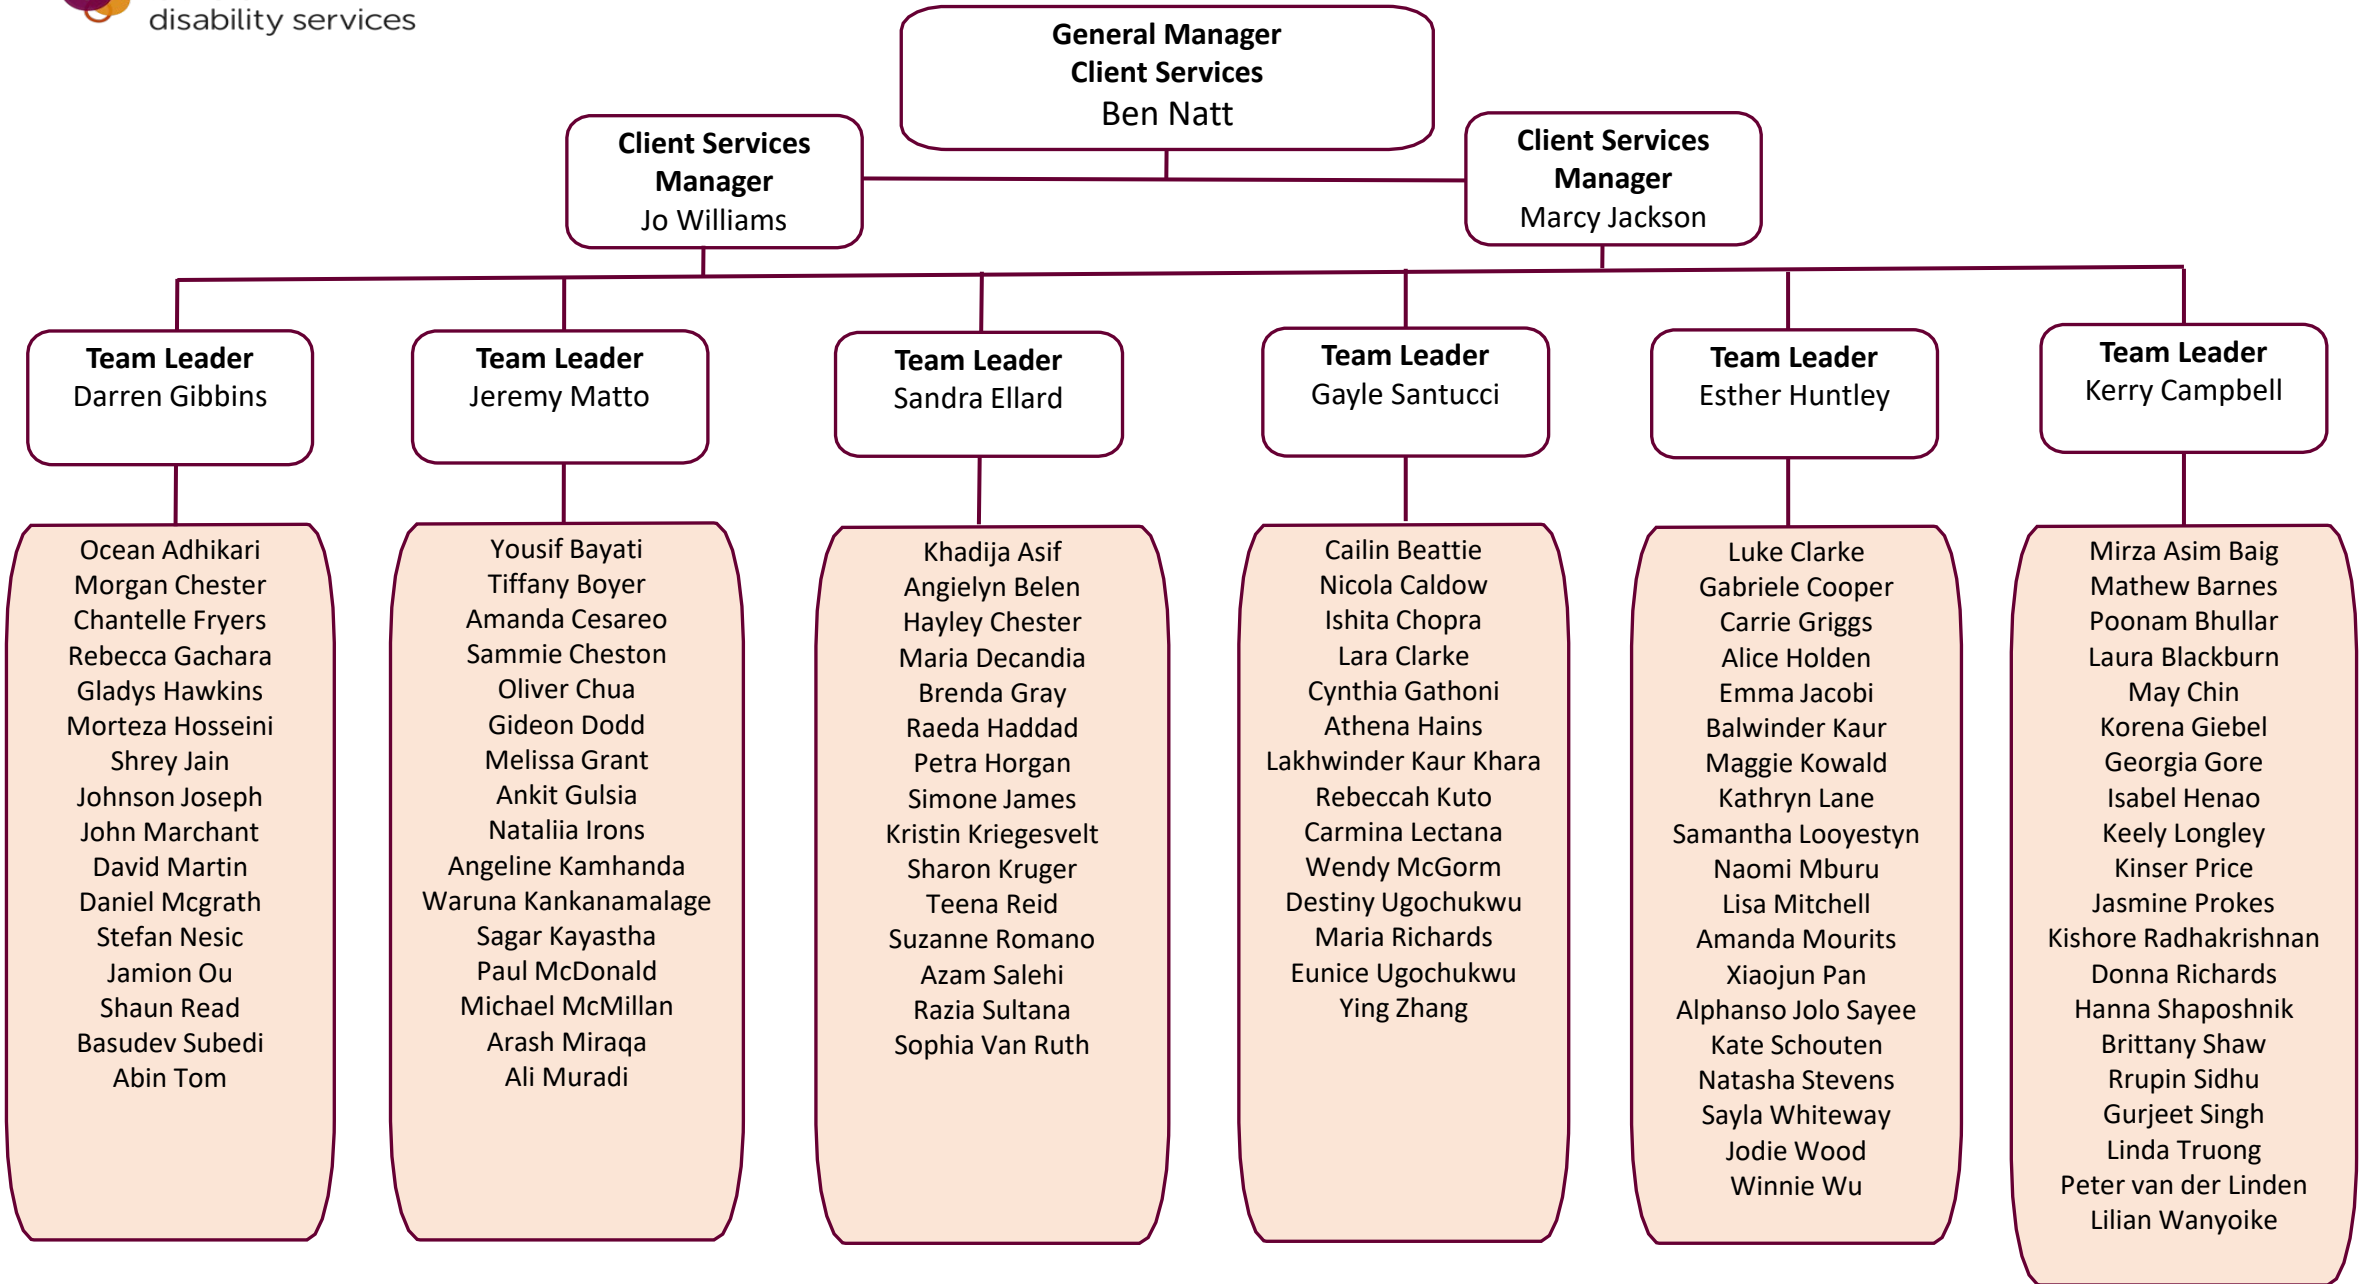 disability services
General Manager
Client Services
Ben Natt
Client Services
Manager
Jo Williams
Client Services
Manager
Marcy Jackson
Team Leader
Darren Gibbins
Team Leader
Jeremy Matto
Team Leader
Sandra Ellard
Team Leader
Gayle Santucci
Team Leader
Esther Huntley
Team Leader
Kerry Campbell
Ocean Adhikari
Morgan Chester
Chantelle Fryers
Rebecca Gachara
Gladys Hawkins
Morteza Hosseini
Shrey Jain
Johnson Joseph
John Marchant
David Martin
Daniel Mcgrath
Stefan Nesic
Jamion Ou
Shaun Read
Basudev Subedi
Abin Tom
Yousif Bayati
Tiffany Boyer
Amanda Cesareo
Sammie Cheston
Oliver Chua
Gideon Dodd
Melissa Grant
Ankit Gulsia
Nataliia Irons
Angeline Kamhanda
Waruna Kankanamalage
Sagar Kayastha
Paul McDonald
Michael McMillan
Arash Miraqa
Ali Muradi
Khadija Asif
Angielyn Belen
Hayley Chester
Maria Decandia
Brenda Gray
Raeda Haddad
Petra Horgan
Simone James
Kristin Kriegesvelt
Sharon Kruger
Teena Reid
Suzanne Romano
Azam Salehi
Razia Sultana
Sophia Van Ruth
Cailin Beattie
Nicola Caldow
Ishita Chopra
Lara Clarke
Cynthia Gathoni
Athena Hains
Lakhwinder Kaur Khara
Rebeccah Kuto
Carmina Lectana
Wendy McGorm
Destiny Ugochukwu
Maria Richards
Eunice Ugochukwu
Ying Zhang
Luke Clarke
Gabriele Cooper
Carrie Griggs
Alice Holden
Emma Jacobi
Balwinder Kaur
Maggie Kowald
Kathryn Lane
Samantha Looyestyn
Naomi Mburu
Lisa Mitchell
Amanda Mourits
Xiaojun Pan
Alphanso Jolo Sayee
Kate Schouten
Natasha Stevens
Sayla Whiteway
Jodie Wood
Winnie Wu
Mirza Asim Baig
Mathew Barnes
Poonam Bhullar
Laura Blackburn
May Chin
Korena Giebel
Georgia Gore
Isabel Henao
Keely Longley
Kinser Price
Jasmine Prokes
Kishore Radhakrishnan
Donna Richards
Hanna Shaposhnik
Brittany Shaw
Rrupin Sidhu
Gurjeet Singh
Linda Truong
Peter van der Linden
Lilian Wanyoike